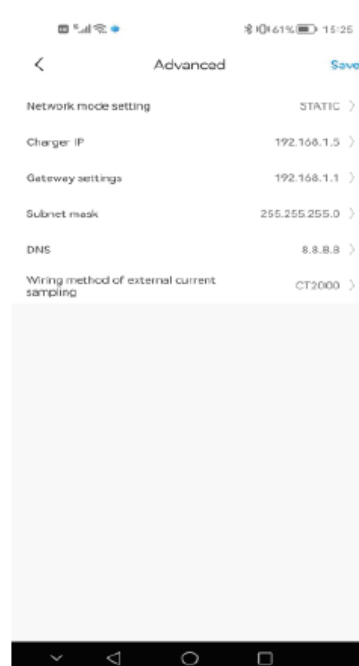 61% 15:25
Advanced Save
Network mode setting STATIC
Charger IP 192.168.1.5
Gateway settings 192.168.1.1
Subnet mask 255.255.255.0
DNS 8.8.8.8
Wiring method of external current
sampling CT2000